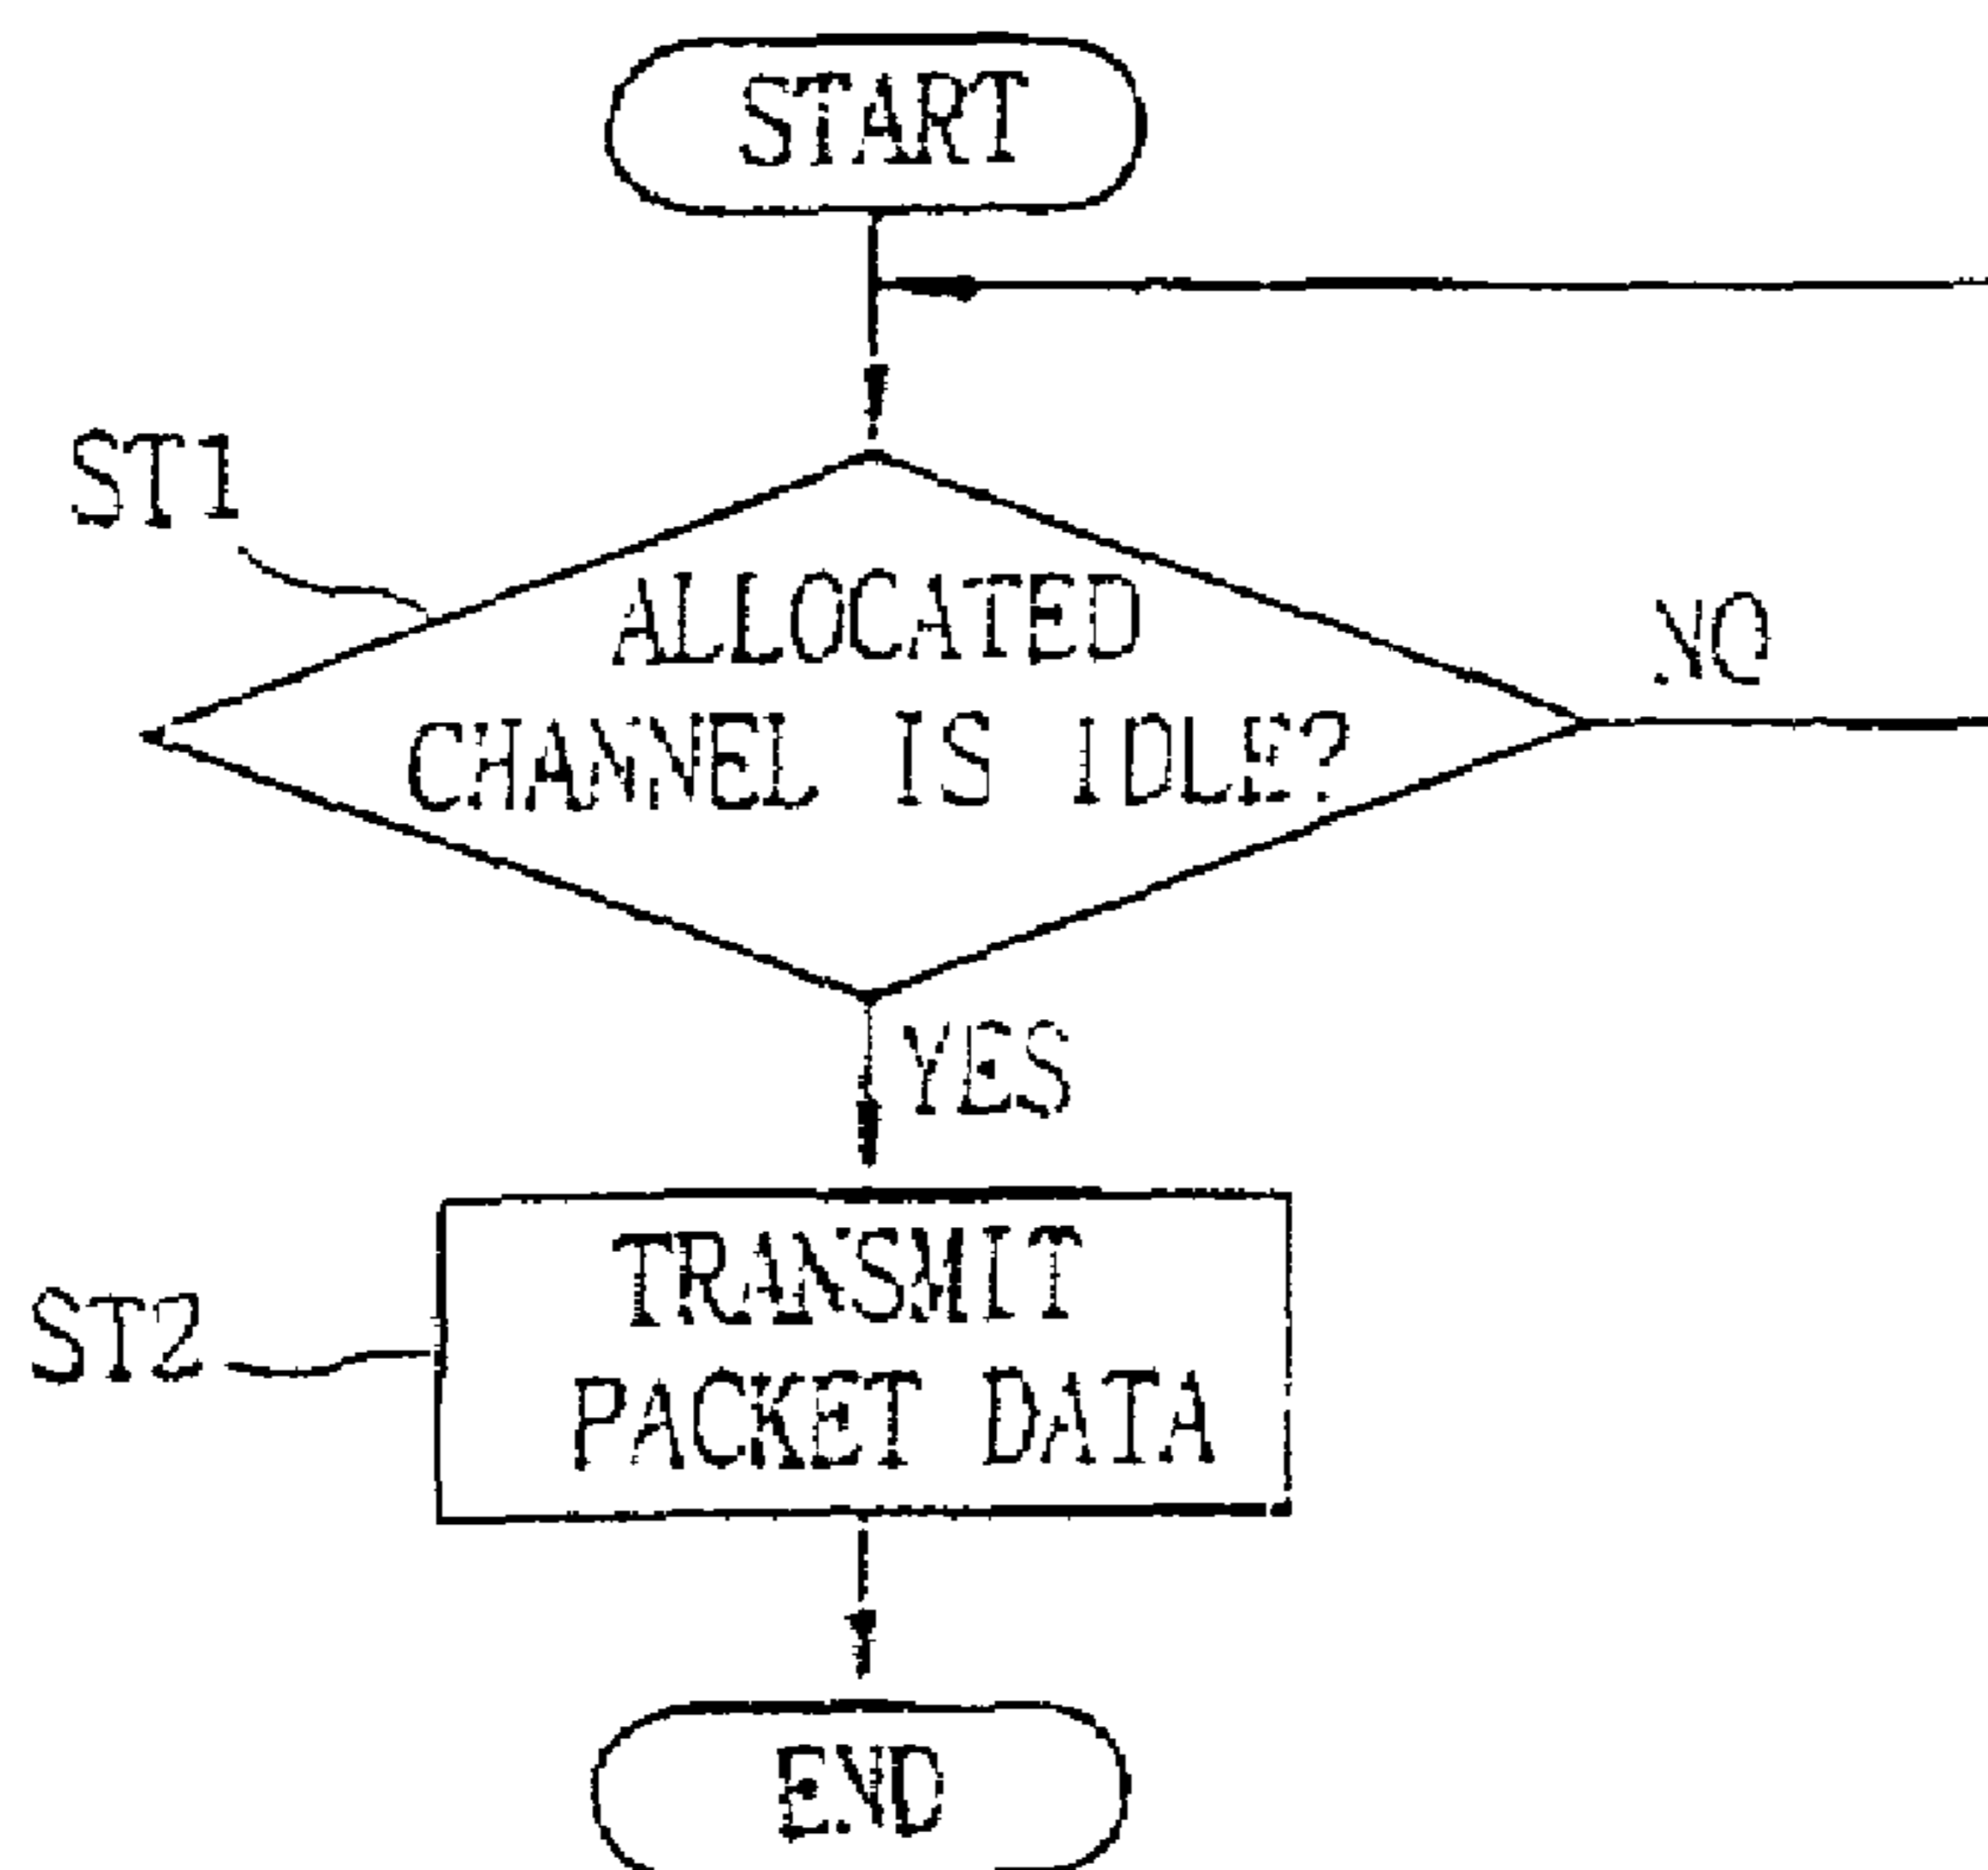 START
ST1
ALLOCATED
CHANNEL IS IDLE?
NO
YES
TRANSMIT
ST2
PACKET DATA
END